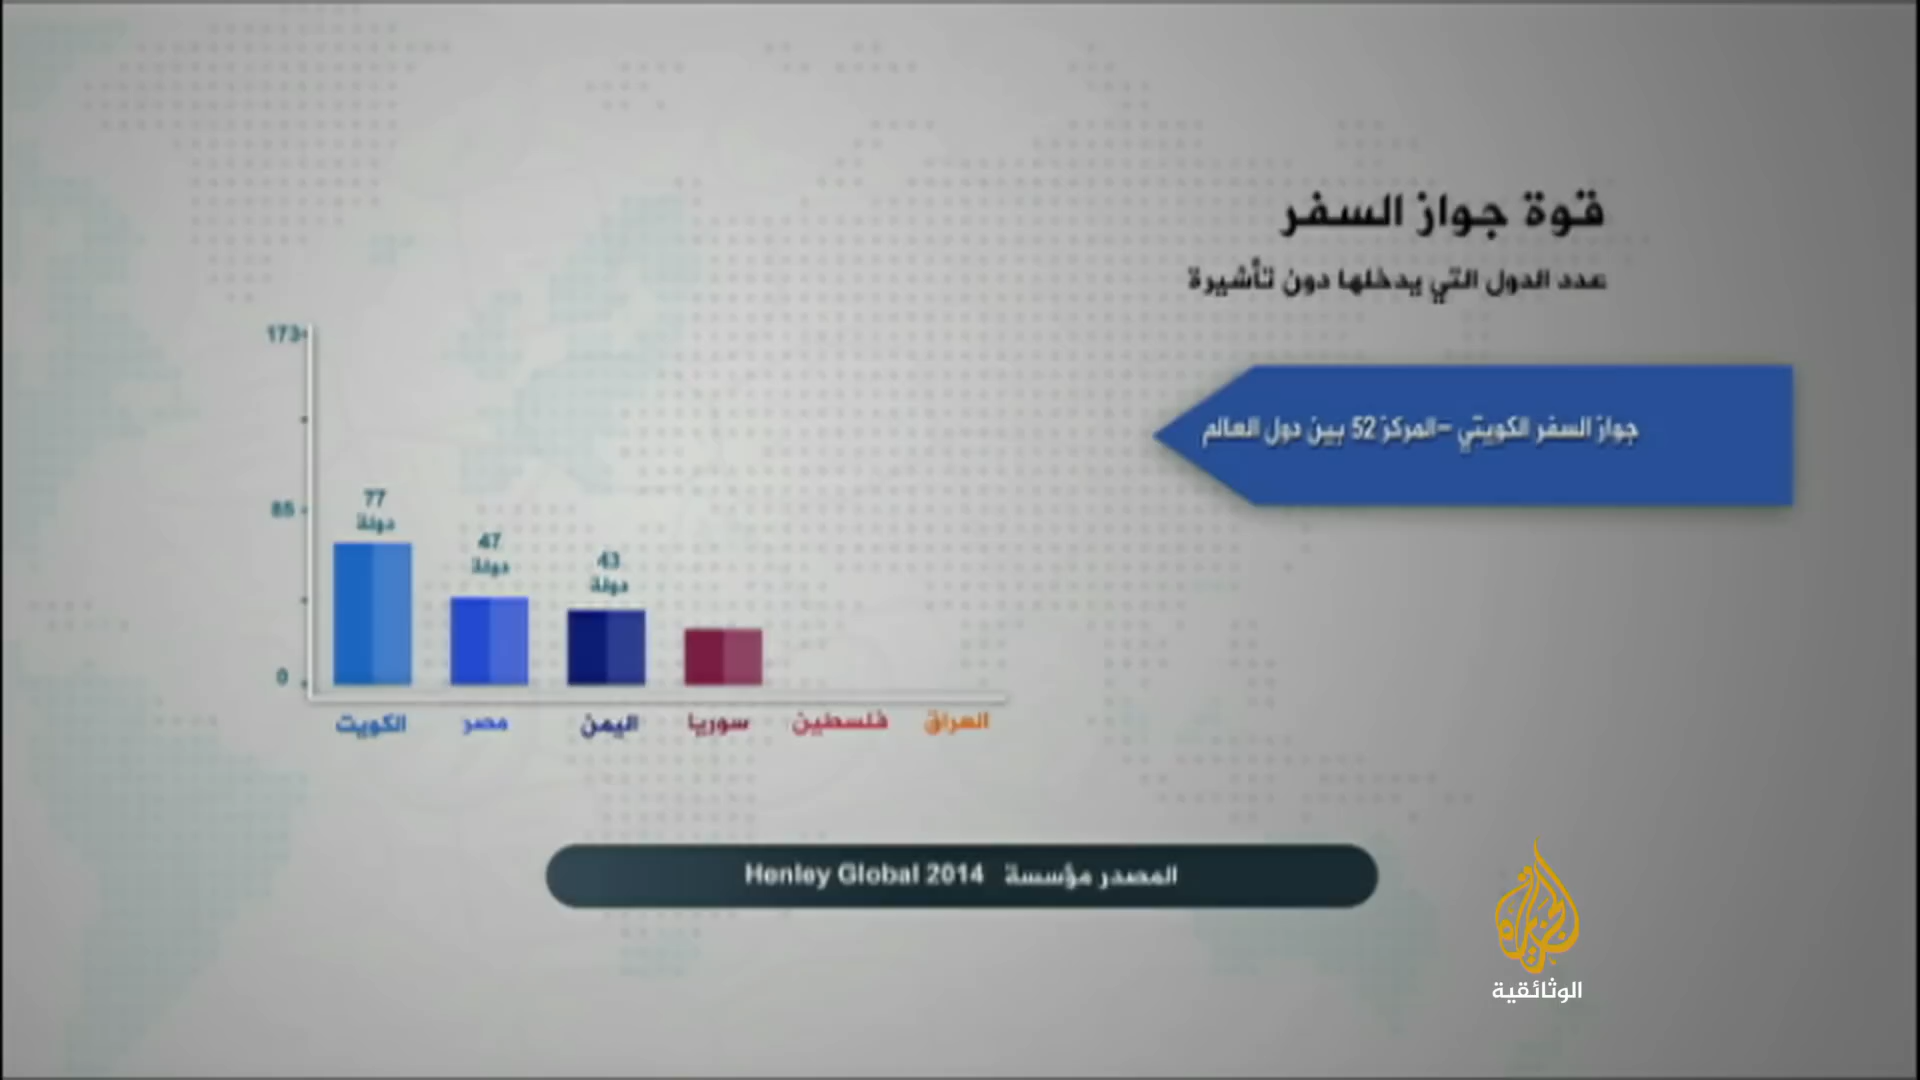 قوة جواز السفر
عدد الدول التي يدخلها دون تأشيرة
جواز السفر الكويتي -المركز 52 بين دول العالم
173
85
0
77
دولة
47
دولة
43
دولة
الكويت
مصر
اليمن
سوريا
فلسطين
العراق
المصدر مؤسسة Henley Global 2014
الجزيرة
الوثائقية